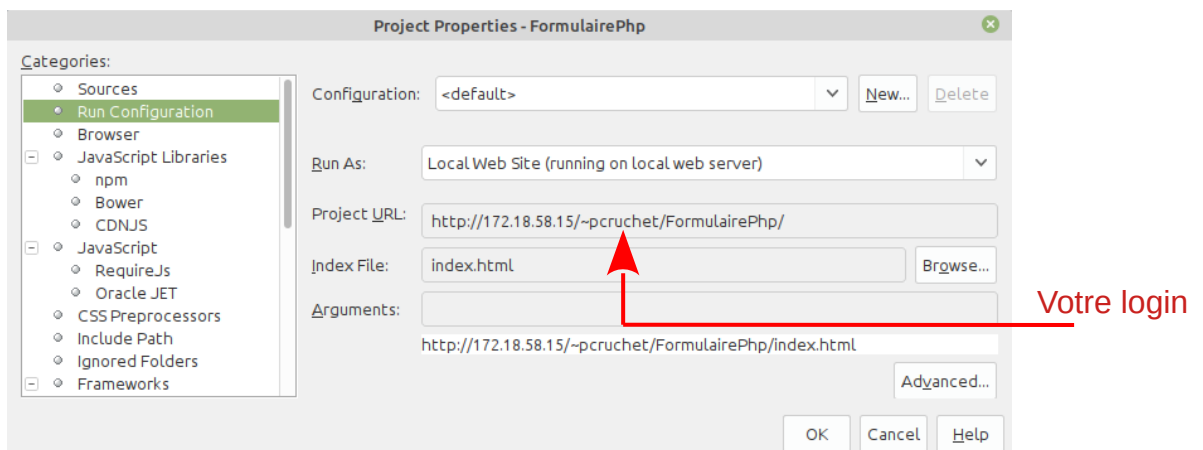 Project Properties - FormulairePhp
Categories:
Sources
Run Configuration
Browser
JavaScript Libraries
npm
Bower
CDNJS
JavaScript
RequireJs
Oracle JET
CSS Preprocessors
Include Path
Ignored Folders
Frameworks
Configuration: <default> New... Delete
Run As: Local Web Site (running on local web server)
Project URL: http://172.18.58.15/~pcruchet/FormulairePhp/
Index File: index.html Browse...
Arguments:
http://172.18.58.15/~pcruchet/FormulairePhp/index.html
Advanced...
OK Cancel Help
Votre login